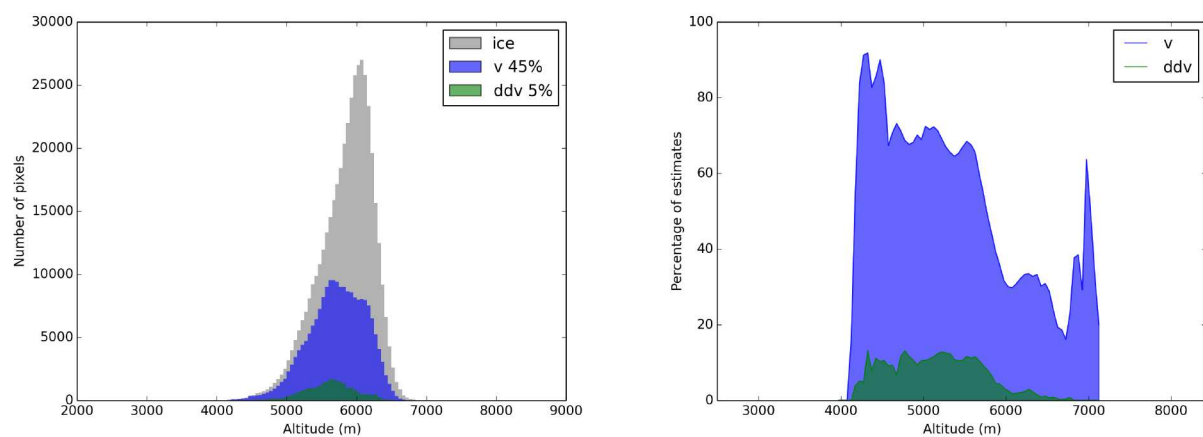 30000
25000
20000
15000
10000
5000
0
Number of pixels
ice
v 45%
ddv 5%
2000 3000 4000 5000 6000 7000 8000 9000
Altitude (m)
100
80
60
40
20
0
Percentage of estimates
v
ddv
3000 4000 5000 6000 7000 8000
Altitude (m)